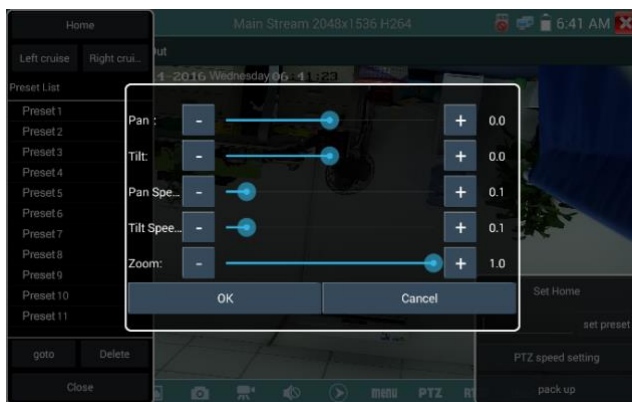 Home
Main Stream 2048x1536 H264
6:41 AM
Left cruise
Right crui...
Preset List
Preset 1
Preset 2
Preset 3
Preset 4
Preset 5
Preset 6
Preset 7
Preset 8
Preset 9
Preset 10
Preset 11
goto
Delete
Close
Pan :
-
+
0.0
Tilt:
-
+
0.0
Pan Spe...
-
+
0.1
Tilt Spee...
-
+
0.1
Zoom:
-
+
1.0
OK
Cancel
Set Home
set preset
PTZ speed setting
pack up
menu
PTZ